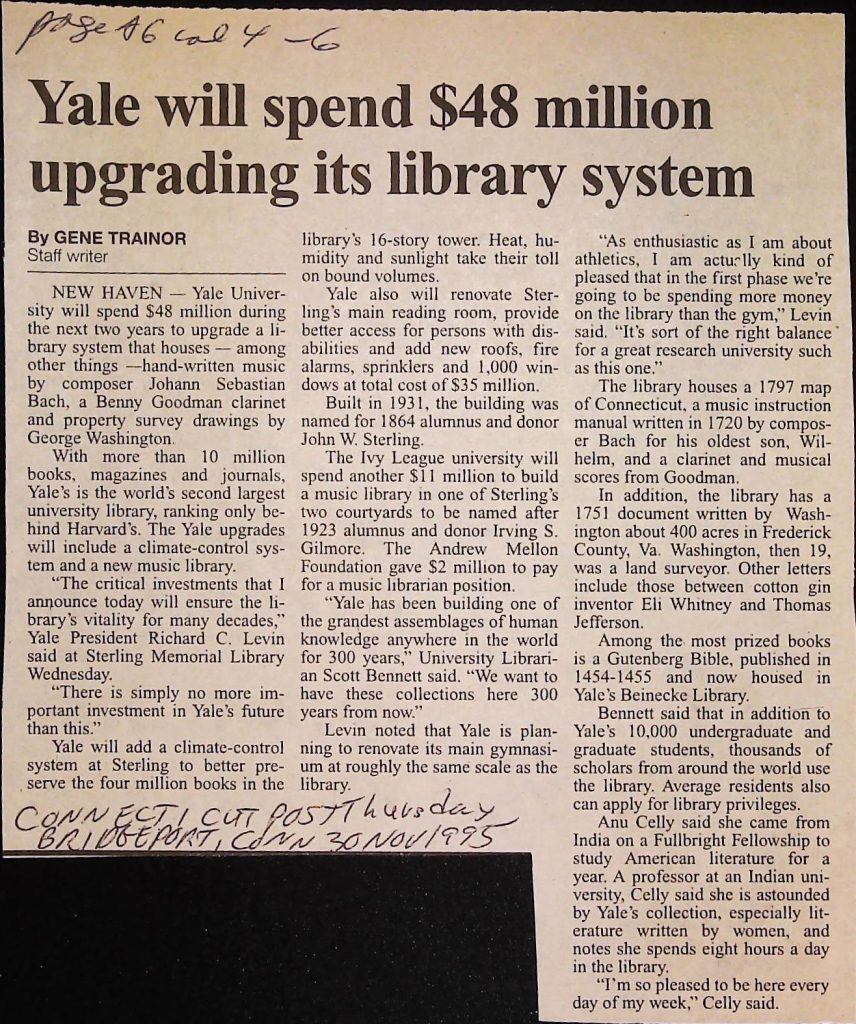 page A6 col 4-6
Yale will spend $48 million
upgrading its library system
By GENE TRAINOR
Staff writer
NEW HAVEN — Yale Univer-
sity will spend $48 million during
the next two years to upgrade a li-
brary system that houses — among
other things —hand-written music
by composer Johann Sebastian
Bach, a Benny Goodman clarinet
and property survey drawings by
George Washington.
With more than 10 million
books, magazines and journals,
Yale's is the world's second largest
university library, ranking only be-
hind Harvard's. The Yale upgrades
will include a climate-control sys-
tem and a new music library.
"The critical investments that I
announce today will ensure the li-
brary's vitality for many decades,"
Yale President Richard C. Levin
said at Sterling Memorial Library
Wednesday.
"There is simply no more im-
portant investment in Yale's future
than this."
Yale will add a climate-control
system at Sterling to better pre-
serve the four million books in the
library's 16-story tower. Heat, hu-
midity and sunlight take their toll
on bound volumes.
Yale also will renovate Ster-
ling's main reading room, provide
better access for persons with dis-
abilities and add new roofs, fire
alarms, sprinklers and 1,000 win-
dows at total cost of $35 million.
Built in 1931, the building was
named for 1864 alumnus and donor
John W. Sterling.
The Ivy League university will
spend another $11 million to build
a music library in one of Sterling's
two courtyards to be named after
1923 alumnus and donor Irving S.
Gilmore. The Andrew Mellon
Foundation gave $2 million to pay
for a music librarian position.
"Yale has been building one of
the grandest assemblages of human
knowledge anywhere in the world
for 300 years," University Librari-
an Scott Bennett said. "We want to
have these collections here 300
years from now."
Levin noted that Yale is plan-
ning to renovate its main gymnasi-
um at roughly the same scale as the
library.
"As enthusiastic as I am about
athletics, I am actually kind of
pleased that in the first phase we're
going to be spending more money
on the library than the gym," Levin
said. "It's sort of the right balance
for a great research university such
as this one."
The library houses a 1797 map
of Connecticut, a music instruction
manual written in 1720 by compos-
er Bach for his oldest son, Wil-
helm, and a clarinet and musical
scores from Goodman.
In addition, the library has a
1751 document written by Wash-
ington about 400 acres in Frederick
County, Va. Washington, then 19,
was a land surveyor. Other letters
include those between cotton gin
inventor Eli Whitney and Thomas
Jefferson.
Among the most prized books
is a Gutenberg Bible, published in
1454-1455 and now housed in
Yale's Beinecke Library.
Bennett said that in addition to
Yale's 10,000 undergraduate and
graduate students, thousands of
scholars from around the world use
the library. Average residents also
can apply for library privileges.
Anu Celly said she came from
India on a Fullbright Fellowship to
study American literature for a
year. A professor at an Indian uni-
versity, Celly said she is astounded
by Yale's collection, especially lit-
erature written by women, and
notes she spends eight hours a day
in the library.
"I'm so pleased to be here every
day of my week," Celly said.
CONNECTICUT POST Thursday
BRIDGEPORT, CONN 30 NOV 1995